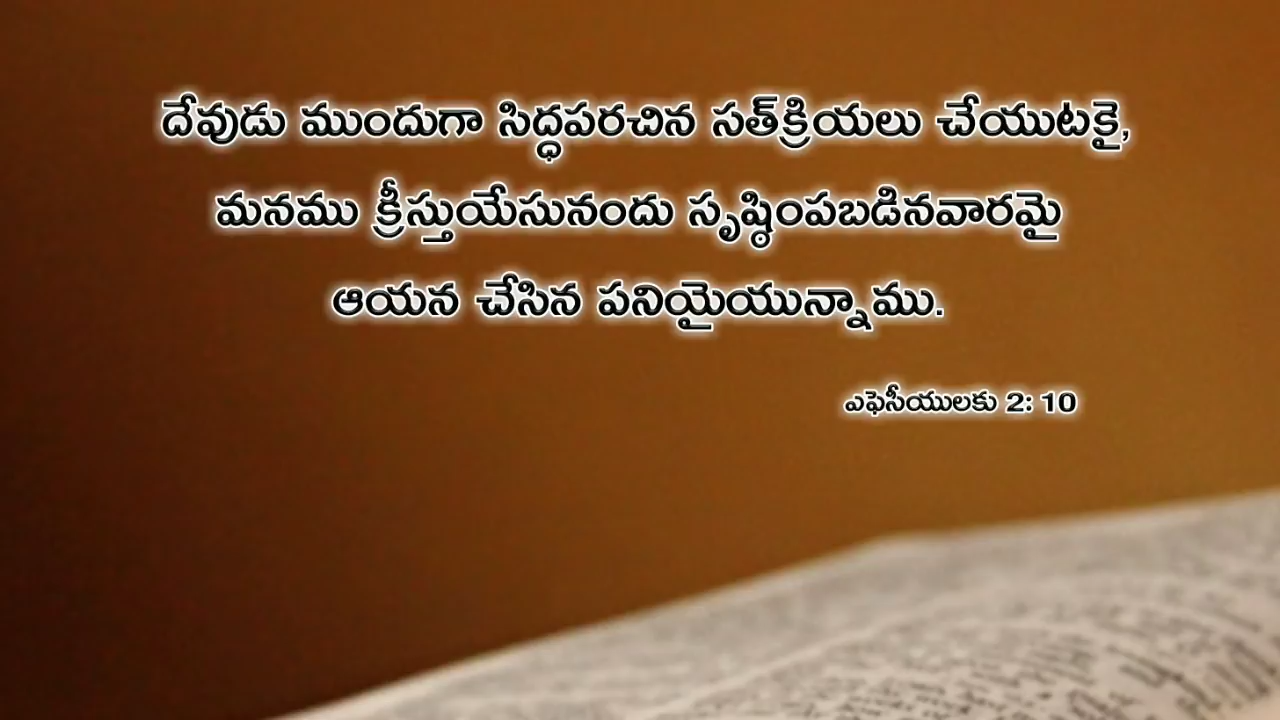 దేవుడు ముందుగా సిద్ధపరచిన సత్‌క్రియలు చేయుటకై,
మనము క్రీస్తుయేసునందు సృష్ఠింపబడినవారమై
ఆయన చేసిన పనియైయున్నాము.
ఎఫెసీయులకు 2: 10